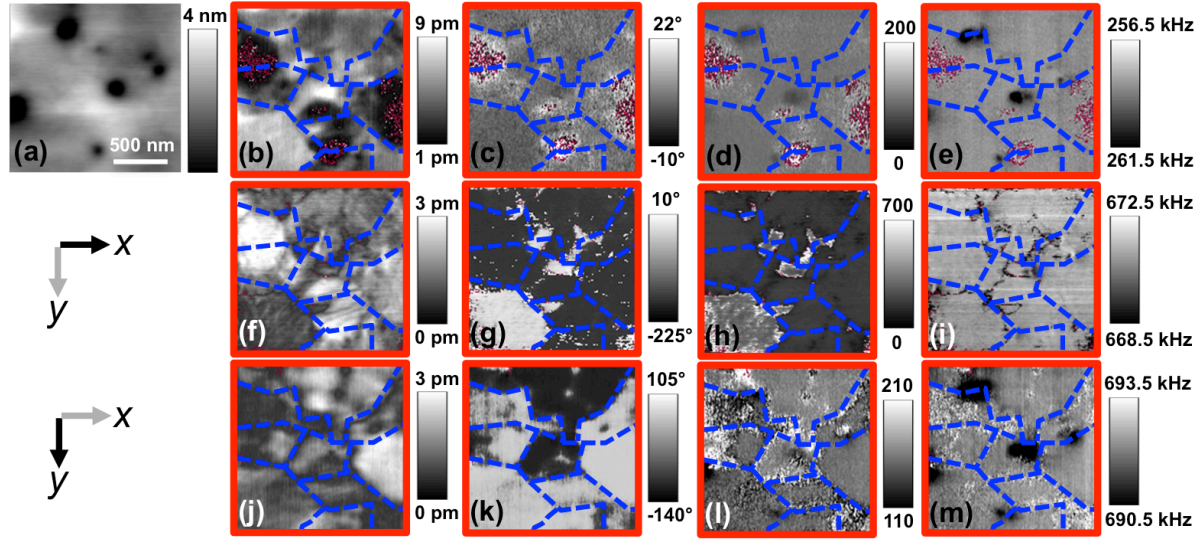 4 nm
(a)
500 nm
9 pm
(b)
1 pm
22°
(c)
-10°
200
(d)
0
256.5 kHz
(e)
261.5 kHz
x
y
3 pm
(f)
0 pm
10°
(g)
-225°
700
(h)
0
672.5 kHz
(i)
668.5 kHz
x
y
3 pm
(j)
0 pm
105°
(k)
-140°
210
(l)
110
693.5 kHz
(m)
690.5 kHz